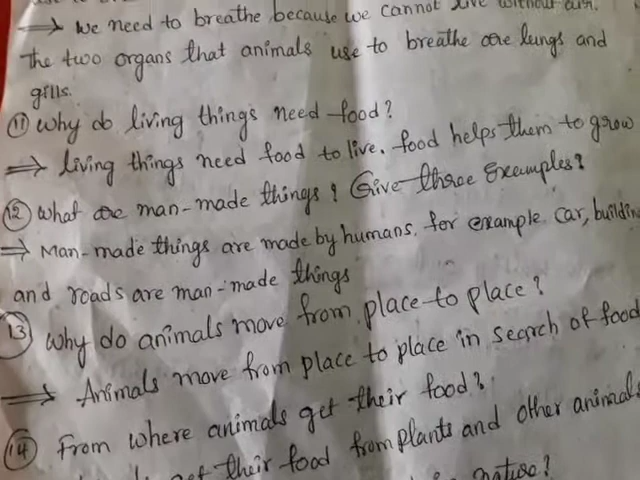 ⇒ we need to breathe because we cannot live without air.
The two organs that animals use to breathe are lungs and
gills.
11 Why do living things need food?
⇒ living things need food to live. food helps them to grow
12 What are man-made things? Give three Examples?
⇒ Man-made things are made by humans. for example car, building
and roads are man-made things
13 Why do animals move from place to place?
⇒ Animals move from place to place in search of food
14 From where animals get their food?
get their food from plants and other animals
nature?